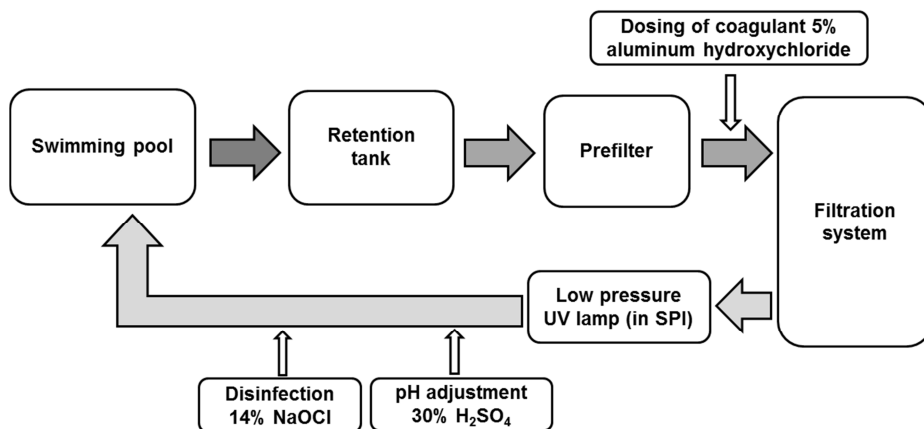 Dosing of coagulant 5%
aluminum hydroxychloride
Swimming pool
Retention
tank
Prefilter
Filtration
system
Low pressure
UV lamp (in SPI)
Disinfection
14% NaOCl
pH adjustment
30% H₂SO₄